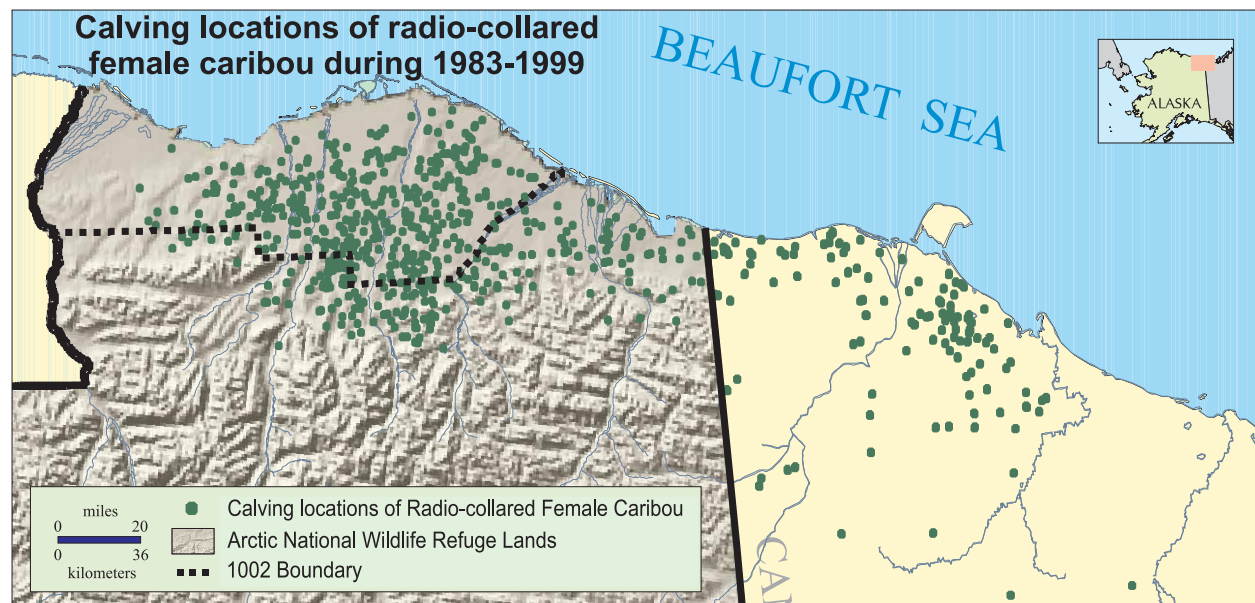 Calving locations of radio-collared
female caribou during 1983-1999
BEAUFORT SEA
ALASKA
miles
0 20
0 36
kilometers
Calving locations of Radio-collared Female Caribou
Arctic National Wildlife Refuge Lands
1002 Boundary
CA